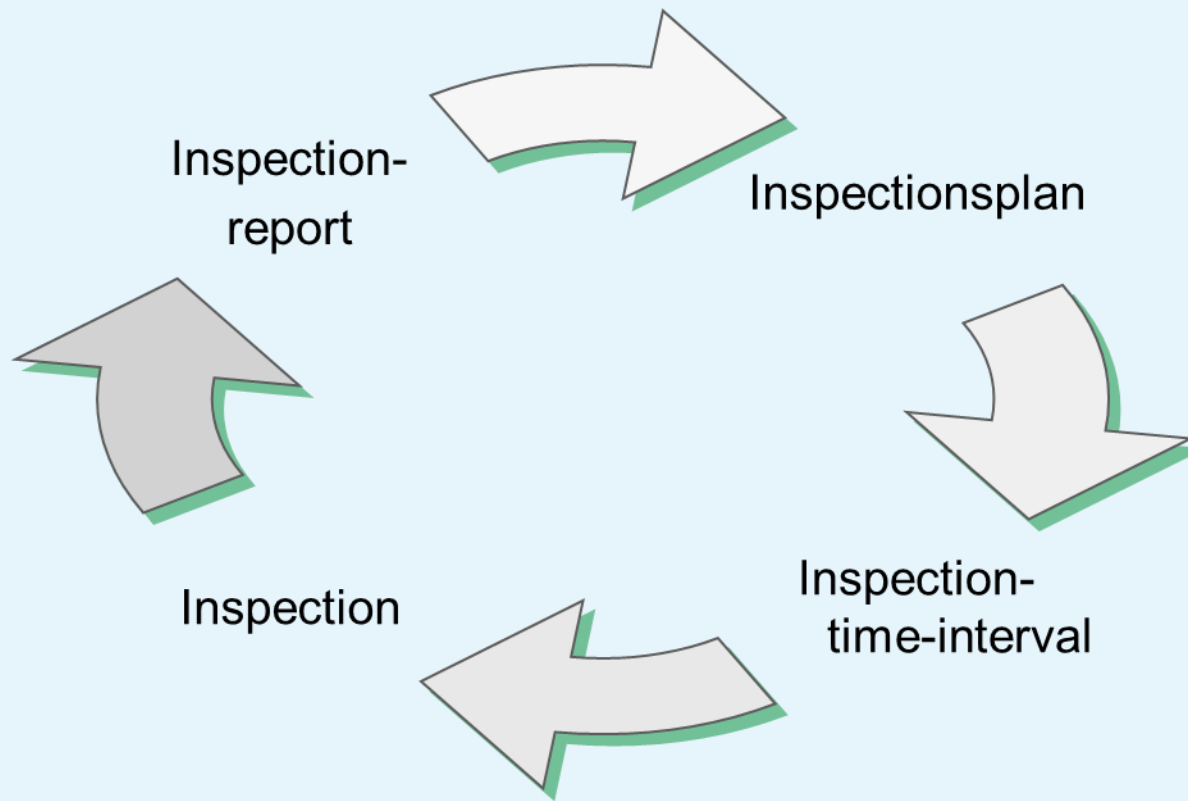 Inspection-
report
Inspectionsplan
Inspection-
time-interval
Inspection